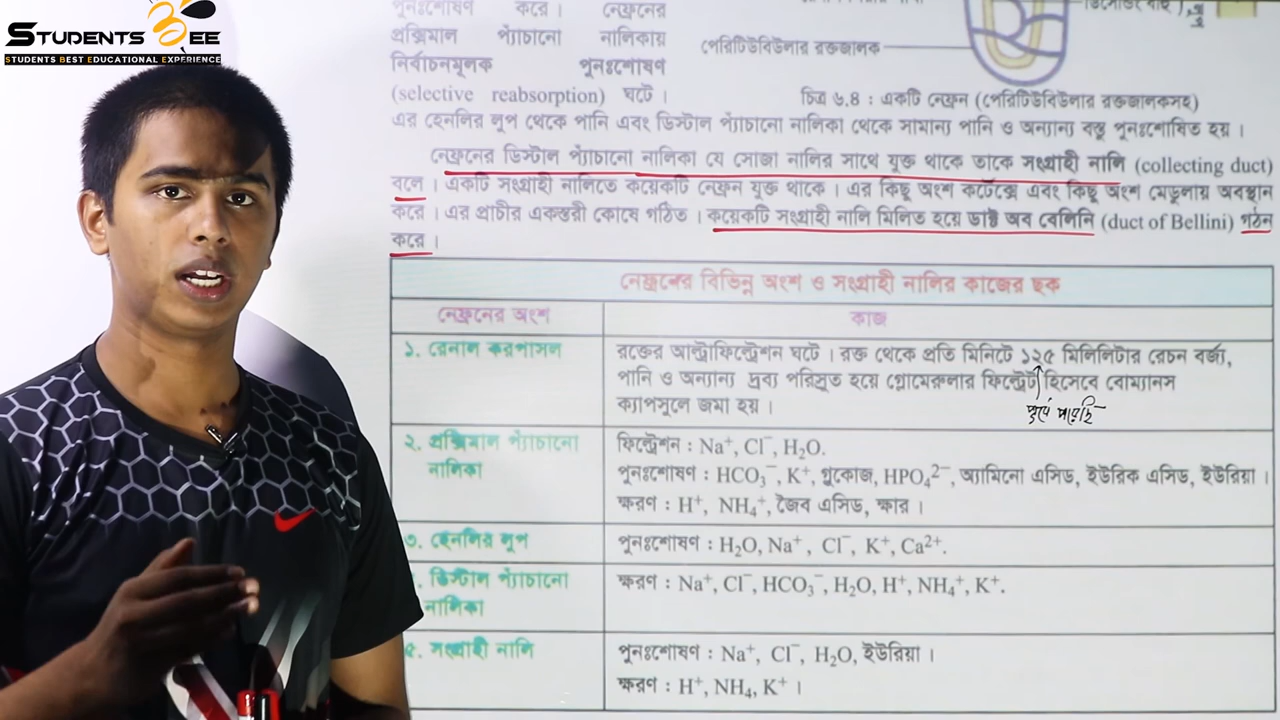 STUDENTS BEE
STUDENTS BEST EDUCATIONAL EXPERIENCE
পুনঃশোষণ করে। নেফ্রনের
প্রক্সিমাল প্যাঁচানো নালিকায়
নির্বাচনমূলক পুনঃশোষণ
(selective reabsorption) ঘটে।
পেরিটিউবিউলার রক্তজালক
চিত্র ৬.৪ : একটি নেফ্রন (পেরিটিউবিউলার রক্তজালকসহ)
এর হেনলির লুপ থেকে পানি এবং ডিস্টাল প্যাঁচানো নালিকা থেকে সামান্য পানি ও অন্যান্য বস্তু পুনঃশোষিত হয়।
নেফ্রনের ডিস্টাল প্যাঁচানো নালিকা যে সোজা নালির সাথে যুক্ত থাকে তাকে সংগ্রাহী নালি (collecting duct)
বলে। একটি সংগ্রাহী নালিতে কয়েকটি নেফ্রন যুক্ত থাকে। এর কিছু অংশ কর্টেক্সে এবং কিছু অংশ মেডুলায় অবস্থান
করে। এর প্রাচীর একস্তরী কোষে গঠিত। কয়েকটি সংগ্রাহী নালি মিলিত হয়ে ডাক্ট অব বেলিনি (duct of Bellini) গঠন
করে।
নেফ্রনের বিভিন্ন অংশ ও সংগ্রাহী নালির কাজের ছক
নেফ্রনের অংশ
কাজ
১. রেনাল করপাসল
রক্তের আল্ট্রাফিল্ট্রেশন ঘটে। রক্ত থেকে প্রতি মিনিটে ১২৫ মিলিলিটার রেচন বর্জ্য,
পানি ও অন্যান্য দ্রব্য পরিস্রুত হয়ে গ্লোমেরুলার ফিল্ট্রেট হিসেবে বোম্যানস
ক্যাপসুলে জমা হয়।
২. প্রক্সিমাল প্যাঁচানো
নালিকা
ফিল্ট্রেশন : Na⁺, Cl⁻, H₂O.
পুনঃশোষণ : HCO₃⁻, K⁺, গ্লুকোজ, HPO₄²⁻, অ্যামিনো এসিড, ইউরিক এসিড, ইউরিয়া।
ক্ষরণ : H⁺, NH₄⁺, জৈব এসিড, ক্ষার।
৩. হেনলির লুপ
পুনঃশোষণ : H₂O, Na⁺, Cl⁻, K⁺, Ca²⁺.
. ডিস্টাল প্যাঁচানো
নালিকা
ক্ষরণ : Na⁺, Cl⁻, HCO₃⁻, H₂O, H⁺, NH₄⁺, K⁺.
৫. সংগ্রাহী নালি
পুনঃশোষণ : Na⁺, Cl⁻, H₂O, ইউরিয়া।
ক্ষরণ : H⁺, NH₄, K⁺।